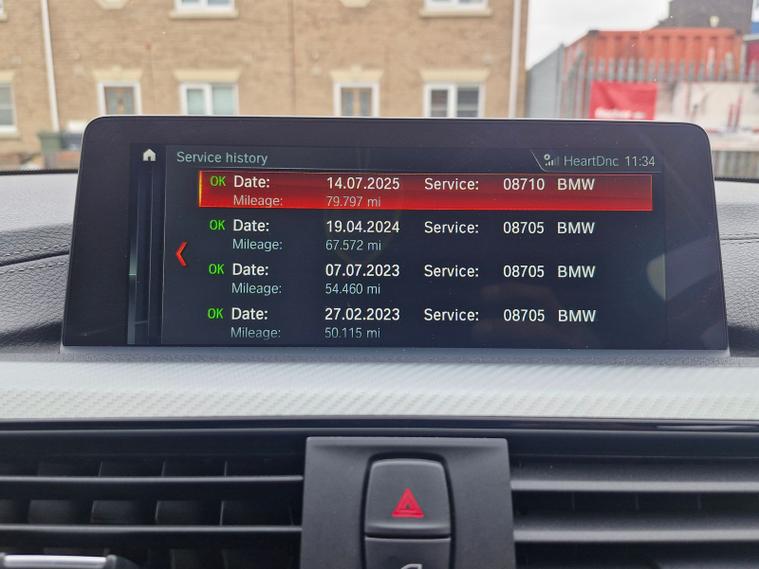 Service history HeartDnc 11:34
OK Date: 14.07.2025 Service: 08710 BMW
Mileage: 79.797 mi
OK Date: 19.04.2024 Service: 08705 BMW
Mileage: 67.572 mi
OK Date: 07.07.2023 Service: 08705 BMW
Mileage: 54.460 mi
OK Date: 27.02.2023 Service: 08705 BMW
Mileage: 50.115 mi